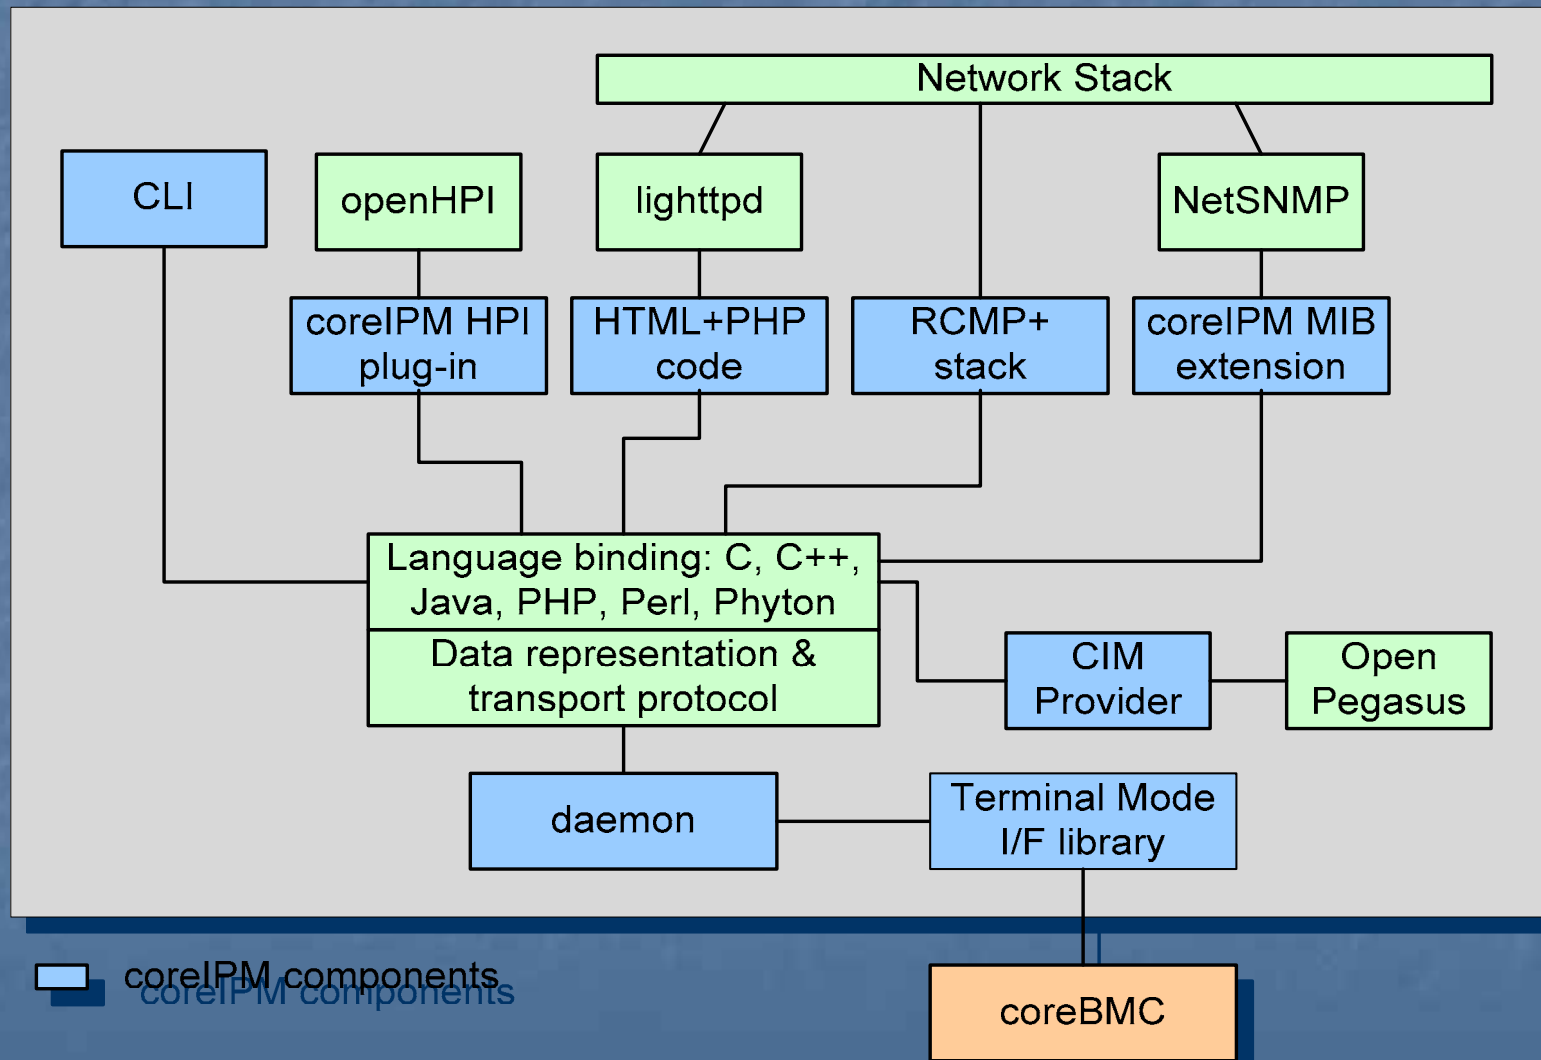 Network Stack
CLI
openHPI
lighttpd
NetSNMP
coreIPM HPI
plug-in
HTML+PHP
code
RCMP+
stack
coreIPM MIB
extension
Language binding: C, C++,
Java, PHP, Perl, Phyton
Data representation &
transport protocol
CIM
Provider
Open
Pegasus
daemon
Terminal Mode
I/F library
coreIPM components
coreBMC